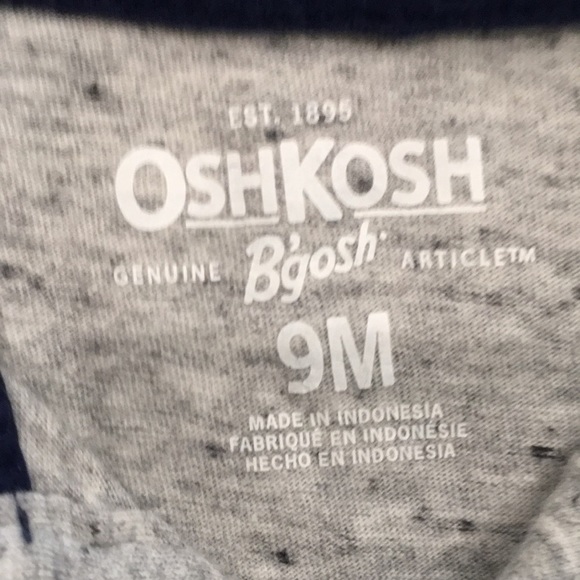 EST. 1895
OSHKOSH
GENUINE B'gosh® ARTICLE™
9M
MADE IN INDONESIA
FABRIQUÉ EN INDONÉSIE
HECHO EN INDONESIA